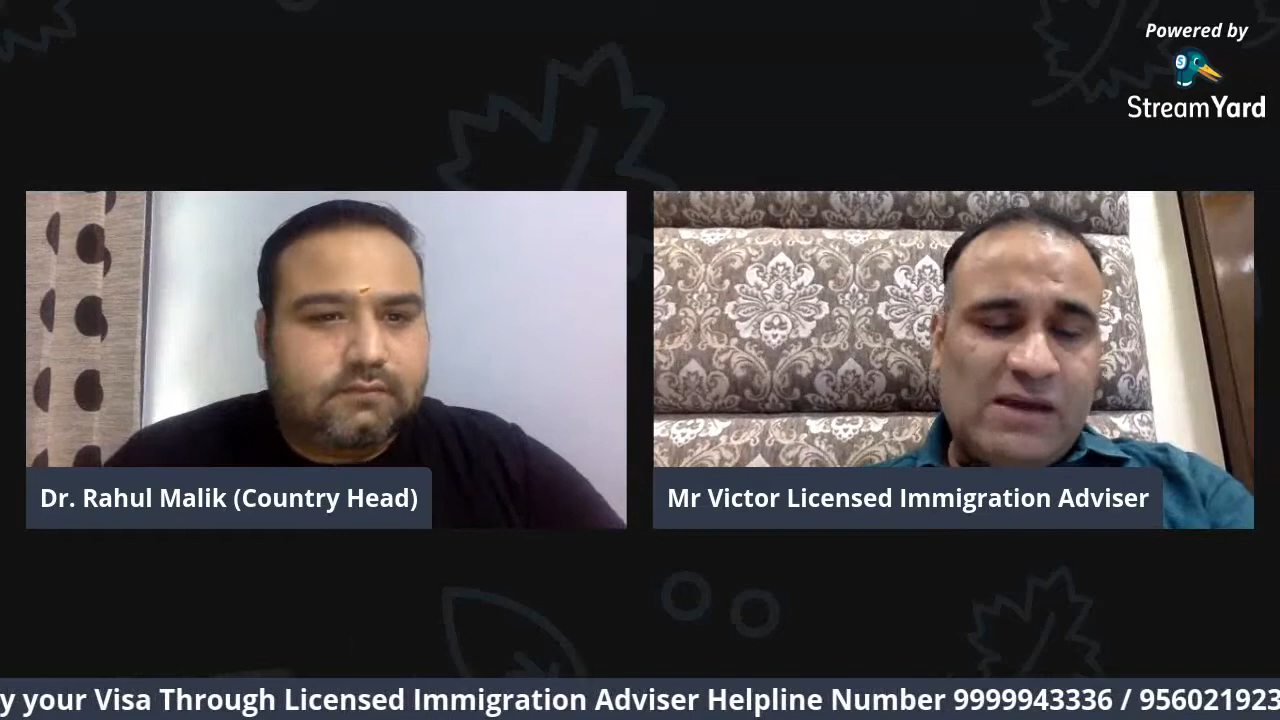 Powered by
StreamYard
Dr. Rahul Malik (Country Head)
Mr Victor Licensed Immigration Adviser
y your Visa Through Licensed Immigration Adviser Helpline Number 9999943336 / 956021923